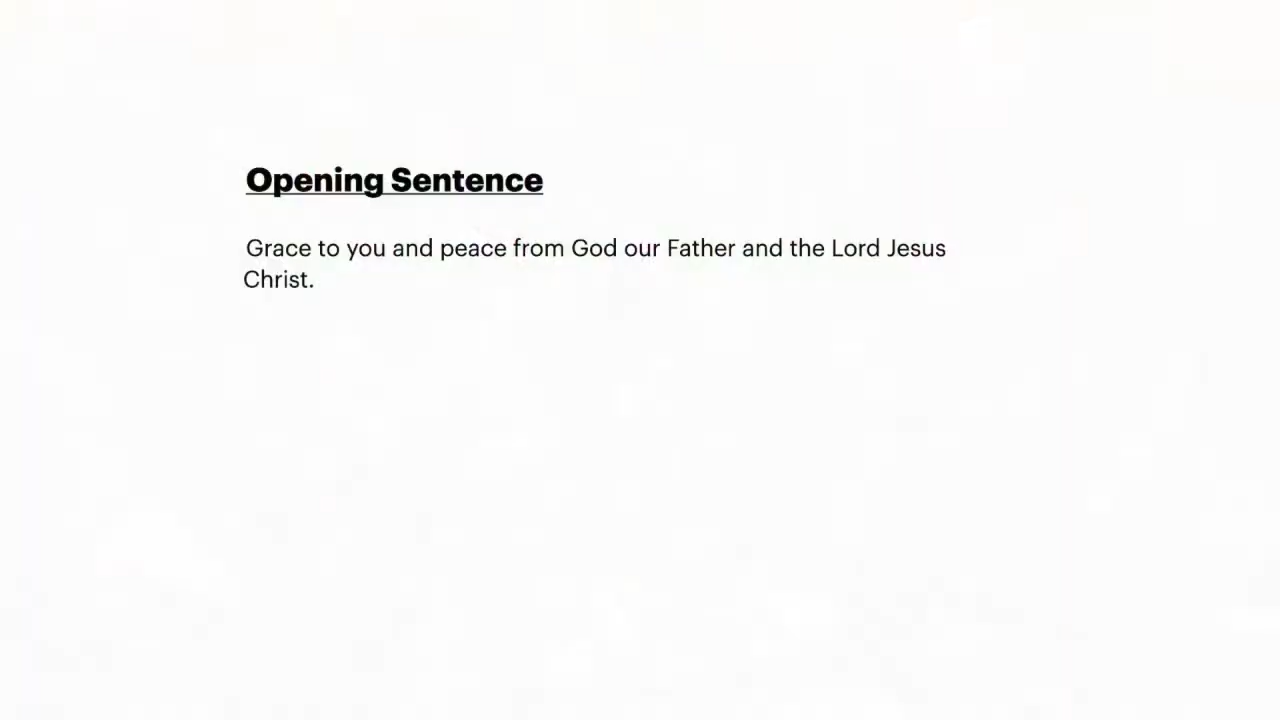 Opening Sentence
Grace to you and peace from God our Father and the Lord Jesus
Christ.